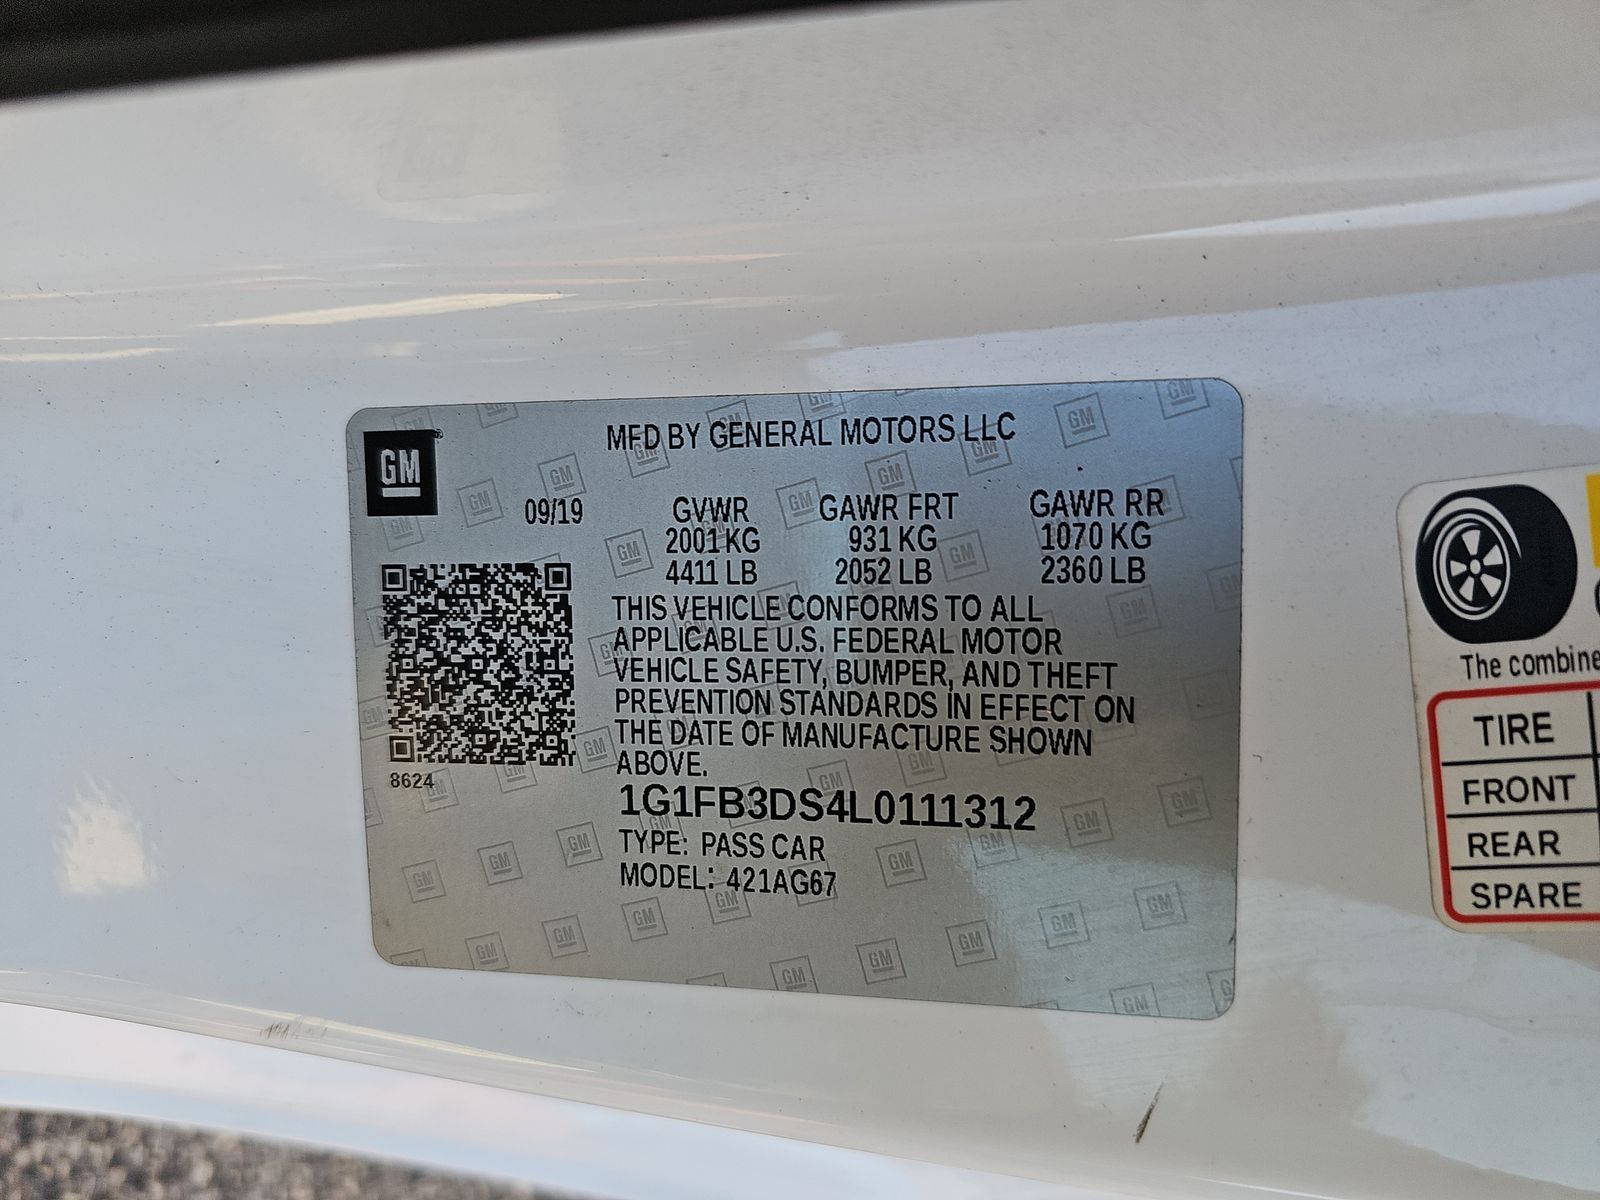 GM
MFD BY GENERAL MOTORS LLC
09/19
GVWR GAWR FRT GAWR RR
2001 KG 931 KG 1070 KG
4411 LB 2052 LB 2360 LB
THIS VEHICLE CONFORMS TO ALL
APPLICABLE U.S. FEDERAL MOTOR
VEHICLE SAFETY, BUMPER, AND THEFT
PREVENTION STANDARDS IN EFFECT ON
THE DATE OF MANUFACTURE SHOWN
ABOVE.
8624
1G1FB3DS4L0111312
TYPE: PASS CAR
MODEL: 421AG67
The combine
TIRE
FRONT
REAR
SPARE